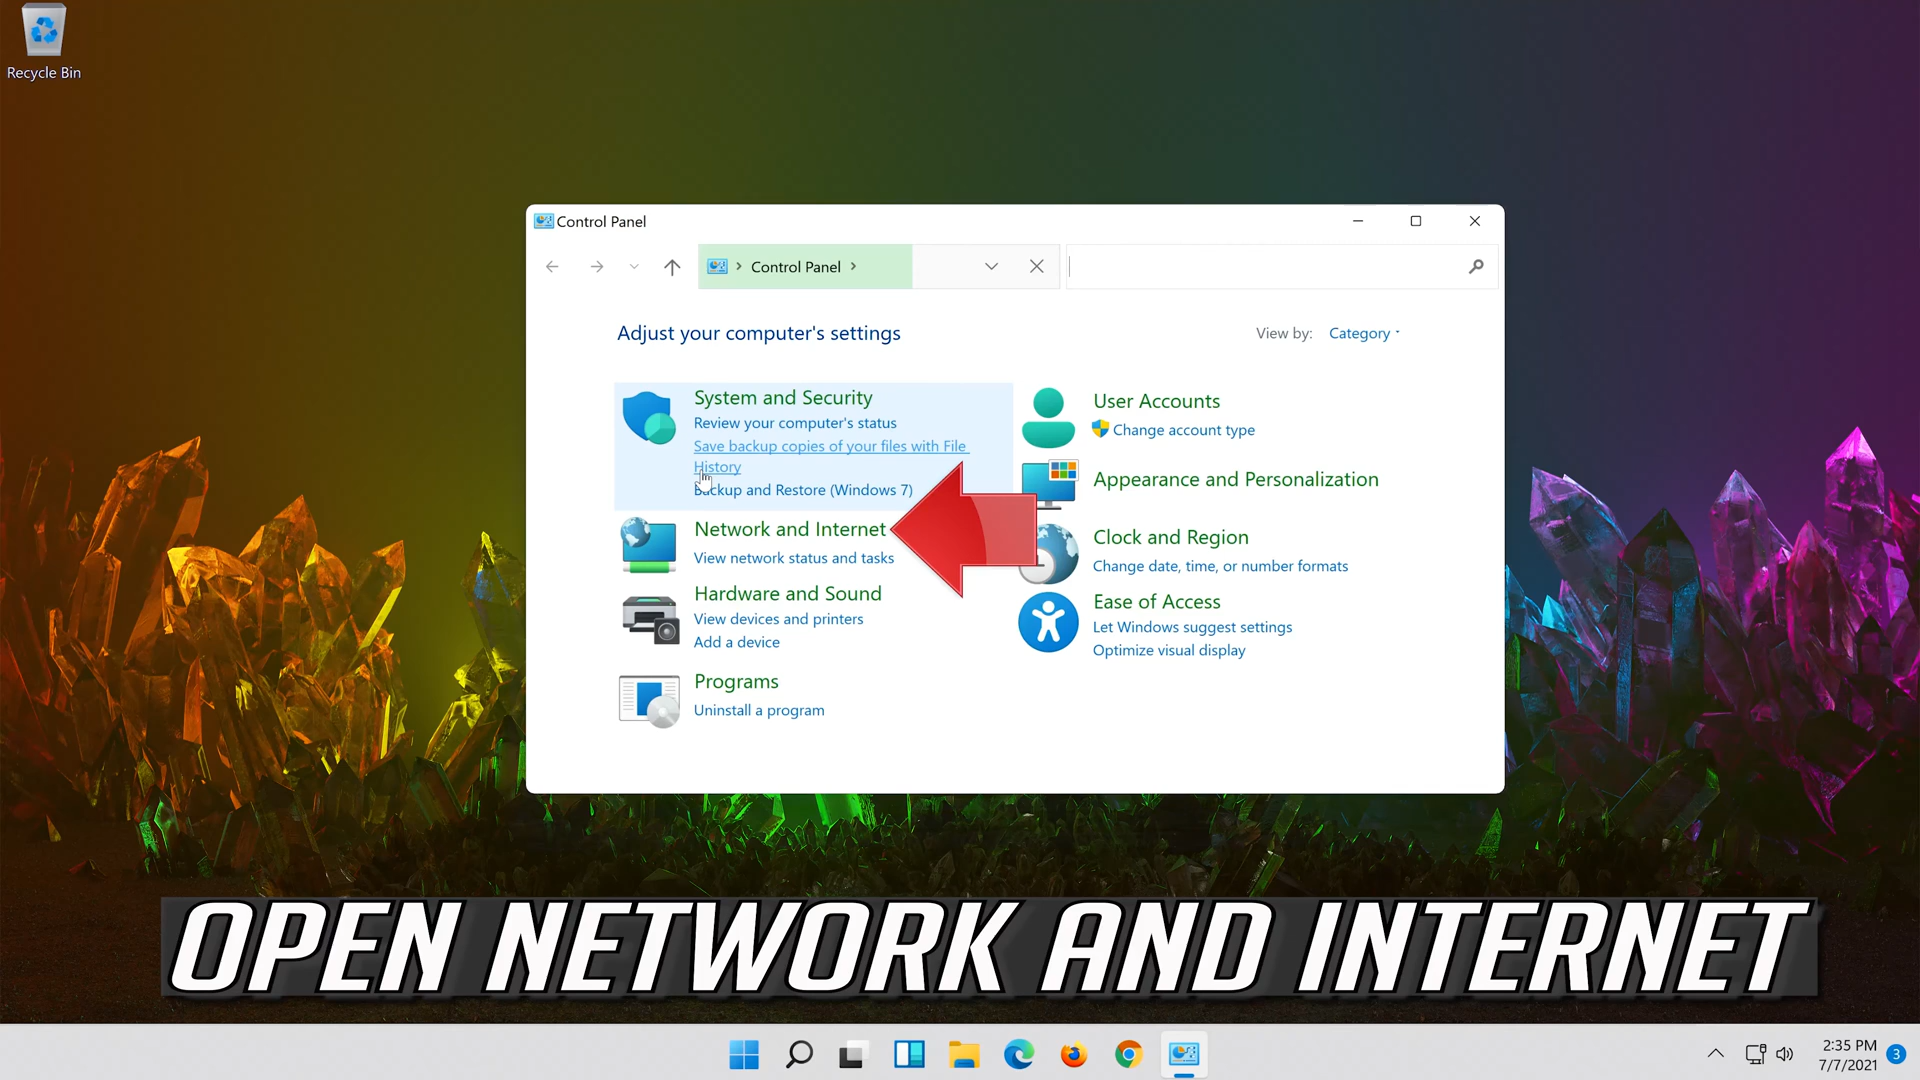 Recycle Bin
Control Panel
Control Panel
Adjust your computer's settings
View by: Category
System and Security
Review your computer's status
Save backup copies of your files with File
History
Backup and Restore (Windows 7)
Network and Internet
View network status and tasks
Hardware and Sound
View devices and printers
Add a device
Programs
Uninstall a program
User Accounts
Change account type
Appearance and Personalization
Clock and Region
Change date, time, or number formats
Ease of Access
Let Windows suggest settings
Optimize visual display
OPEN NETWORK AND INTERNET
2:35 PM
7/7/2021
3